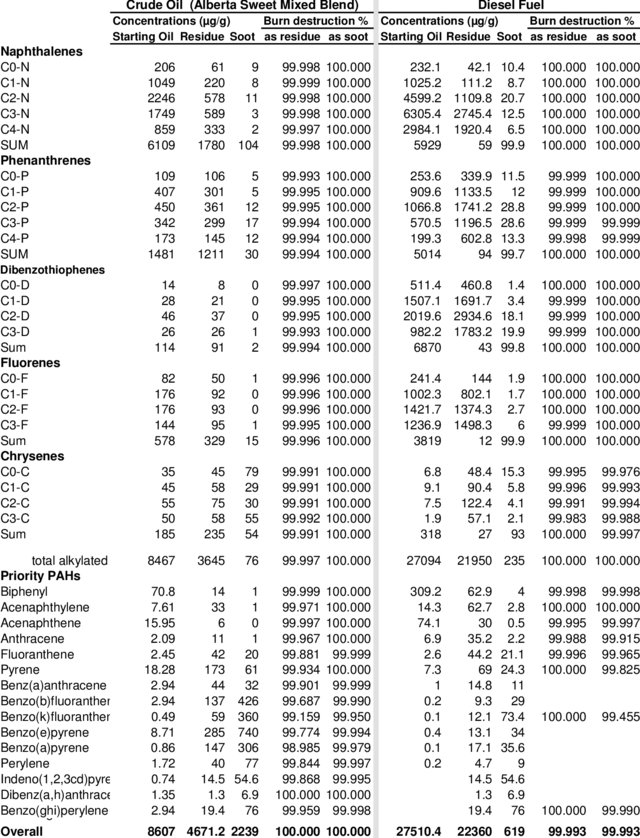 Crude Oil (Alberta Sweet Mixed Blend) Diesel Fuel
Concentrations (µg/g) Burn destruction % Concentrations (µg/g) Burn destruction %
Starting Oil Residue Soot as residue as soot Starting Oil Residue Soot as residue as soot
Naphthalenes
C0-N 206 61 9 99.998 100.000 232.1 42.1 10.4 100.000 100.000
C1-N 1049 220 8 99.999 100.000 1025.2 111.2 8.7 100.000 100.000
C2-N 2246 578 11 99.998 100.000 4599.2 1109.8 20.7 100.000 100.000
C3-N 1749 589 3 99.998 100.000 6305.4 2745.4 12.5 100.000 100.000
C4-N 859 333 2 99.997 100.000 2984.1 1920.4 6.5 100.000 100.000
SUM 6109 1780 104 99.998 100.000 5929 59 99.9 100.000 100.000
Phenanthrenes
C0-P 109 106 5 99.993 100.000 253.6 339.9 11.5 99.999 100.000
C1-P 407 301 5 99.995 100.000 909.6 1133.5 12 99.999 100.000
C2-P 450 361 12 99.995 100.000 1066.8 1741.2 28.8 99.999 100.000
C3-P 342 299 17 99.994 100.000 570.5 1196.5 28.6 99.999 99.999
C4-P 173 145 12 99.994 100.000 199.3 602.8 13.3 99.998 99.999
SUM 1481 1211 30 99.994 100.000 5014 94 99.7 100.000 100.000
Dibenzothiophenes
C0-D 14 8 0 99.997 100.000 511.4 460.8 1.4 100.000 100.000
C1-D 28 21 0 99.995 100.000 1507.1 1691.7 3.4 99.999 100.000
C2-D 46 37 0 99.995 100.000 2019.6 2934.6 18.1 99.999 100.000
C3-D 26 26 1 99.993 100.000 982.2 1783.2 19.9 99.999 100.000
Sum 114 91 2 99.994 100.000 6870 43 99.8 100.000 100.000
Fluorenes
C0-F 82 50 1 99.996 100.000 241.4 144 1.9 100.000 100.000
C1-F 176 92 0 99.996 100.000 1002.3 802.1 1.7 100.000 100.000
C2-F 176 93 0 99.996 100.000 1421.7 1374.3 2.7 100.000 100.000
C3-F 144 95 1 99.995 100.000 1236.9 1498.3 6 99.999 100.000
Sum 578 329 15 99.996 100.000 3819 12 99.9 100.000 100.000
Chrysenes
C0-C 35 45 79 99.991 100.000 6.8 48.4 15.3 99.995 99.976
C1-C 45 58 29 99.991 100.000 9.1 90.4 5.8 99.996 99.993
C2-C 55 75 30 99.991 100.000 7.5 122.4 4.1 99.991 99.994
C3-C 50 58 55 99.992 100.000 1.9 57.1 2.1 99.983 99.988
Sum 185 235 54 99.991 100.000 318 27 93 100.000 99.997
total alkylated 8467 3645 76 99.997 100.000 27094 21950 235 100.000 100.000
Priority PAHs
Biphenyl 70.8 14 1 99.999 100.000 309.2 62.9 4 99.998 99.998
Acenaphthylene 7.61 33 1 99.971 100.000 14.3 62.7 2.8 100.000 100.000
Acenaphthene 15.95 6 0 99.997 100.000 74.1 30 0.5 99.995 99.997
Anthracene 2.09 11 1 99.967 100.000 6.9 35.2 2.2 99.988 99.915
Fluoranthene 2.45 42 20 99.881 99.999 2.6 44.2 21.1 99.996 99.965
Pyrene 18.28 173 61 99.934 100.000 7.3 69 24.3 100.000 99.825
Benz(a)anthracene 2.94 44 32 99.901 99.999 1 14.8 11
Benzo(b)fluoranther 2.94 137 426 99.687 99.990 0.2 9.3 29
Benzo(k)fluoranther 0.49 59 360 99.159 99.950 0.1 12.1 73.4 100.000 99.455
Benzo(e)pyrene 8.71 285 740 99.774 99.994 0.4 13.1 34
Benzo(a)pyrene 0.86 147 306 98.985 99.979 0.1 17.1 35.6
Perylene 1.72 40 77 99.844 99.997 0.2 4.7 9
Indeno(1,2,3cd)pyre 0.74 14.5 54.6 99.868 99.995 14.5 54.6
Dibenz(a,h)anthrace 1.35 1.3 6.9 100.000 100.000 1.3 6.9
Benzo(ghi)perylene 2.94 19.4 76 99.959 99.998 19.4 76 100.000 99.990
Overall 8607 4671.2 2239 100.000 100.000 27510.4 22360 619 99.993 99.998